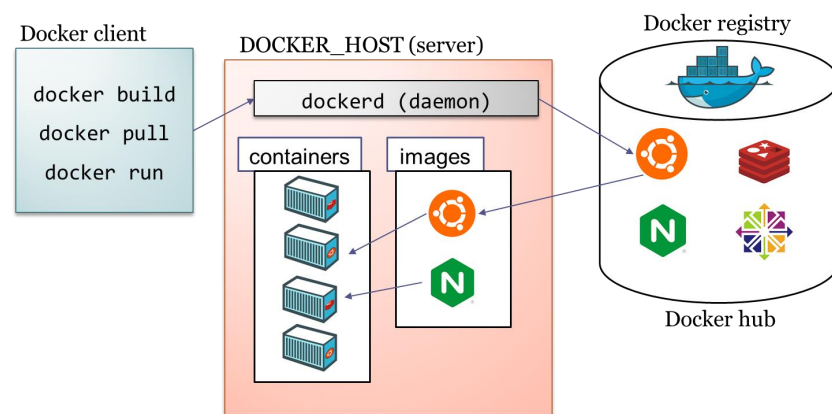 Docker client
docker build
docker pull
docker run
DOCKER_HOST (server)
dockerd (daemon)
containers
images
N
Docker registry
N
Docker hub